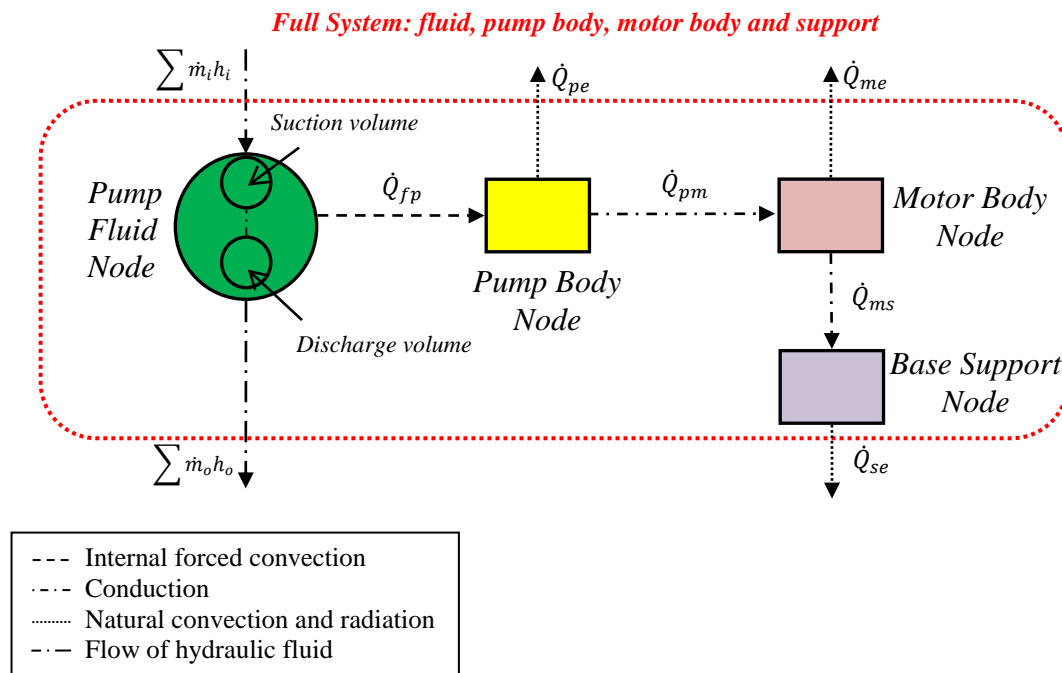 Full System: fluid, pump body, motor body and support
∑ ṁᵢhᵢ
Q̇ₚₑ
Q̇ₘₑ
Suction volume
Pump
Fluid
Node
Q̇_fp
Q̇ₚₘ
Motor Body
Node
Pump Body
Node
Q̇ₘₛ
Discharge volume
Base Support
Node
∑ ṁₒhₒ
Q̇ₛₑ
Internal forced convection
Conduction
Natural convection and radiation
Flow of hydraulic fluid